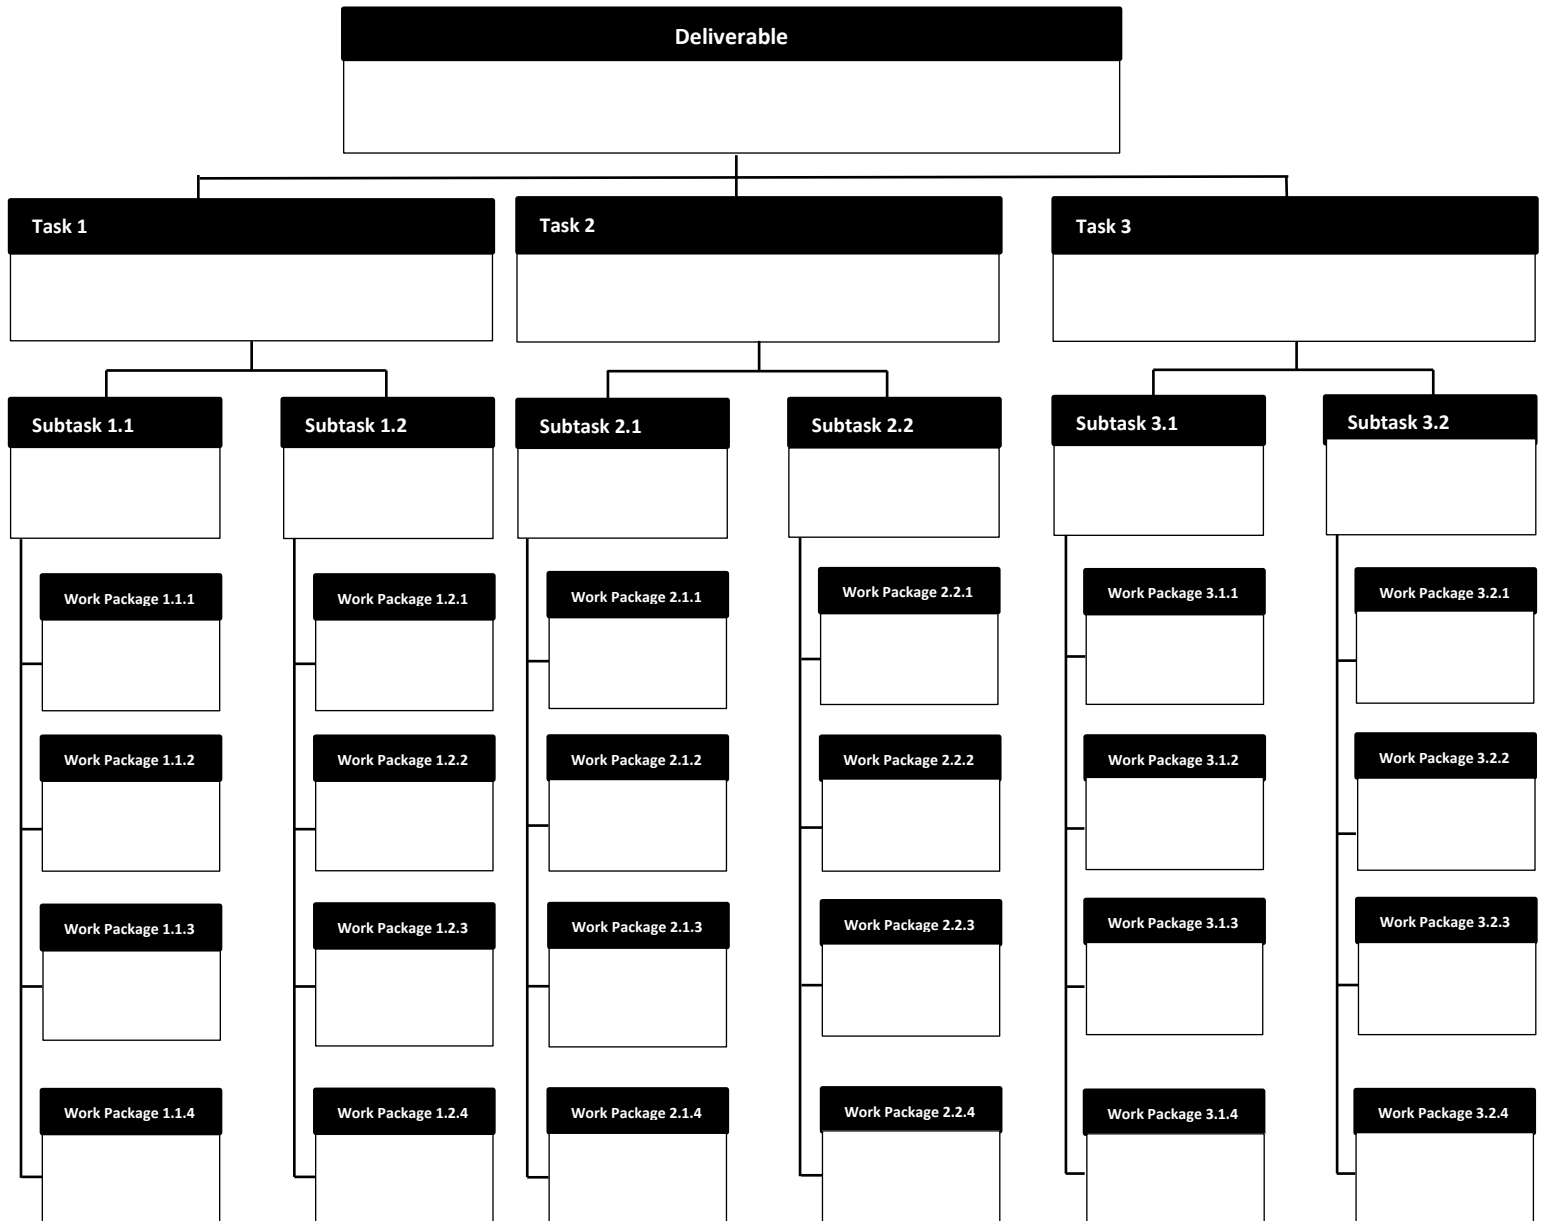 Deliverable
Task 1
Task 2
Task 3
Subtask 1.1
Subtask 1.2
Subtask 2.1
Subtask 2.2
Subtask 3.1
Subtask 3.2
Work Package 1.1.1
Work Package 1.2.1
Work Package 2.1.1
Work Package 2.2.1
Work Package 3.1.1
Work Package 3.2.1
Work Package 1.1.2
Work Package 1.2.2
Work Package 2.1.2
Work Package 2.2.2
Work Package 3.1.2
Work Package 3.2.2
Work Package 1.1.3
Work Package 1.2.3
Work Package 2.1.3
Work Package 2.2.3
Work Package 3.1.3
Work Package 3.2.3
Work Package 1.1.4
Work Package 1.2.4
Work Package 2.1.4
Work Package 2.2.4
Work Package 3.1.4
Work Package 3.2.4